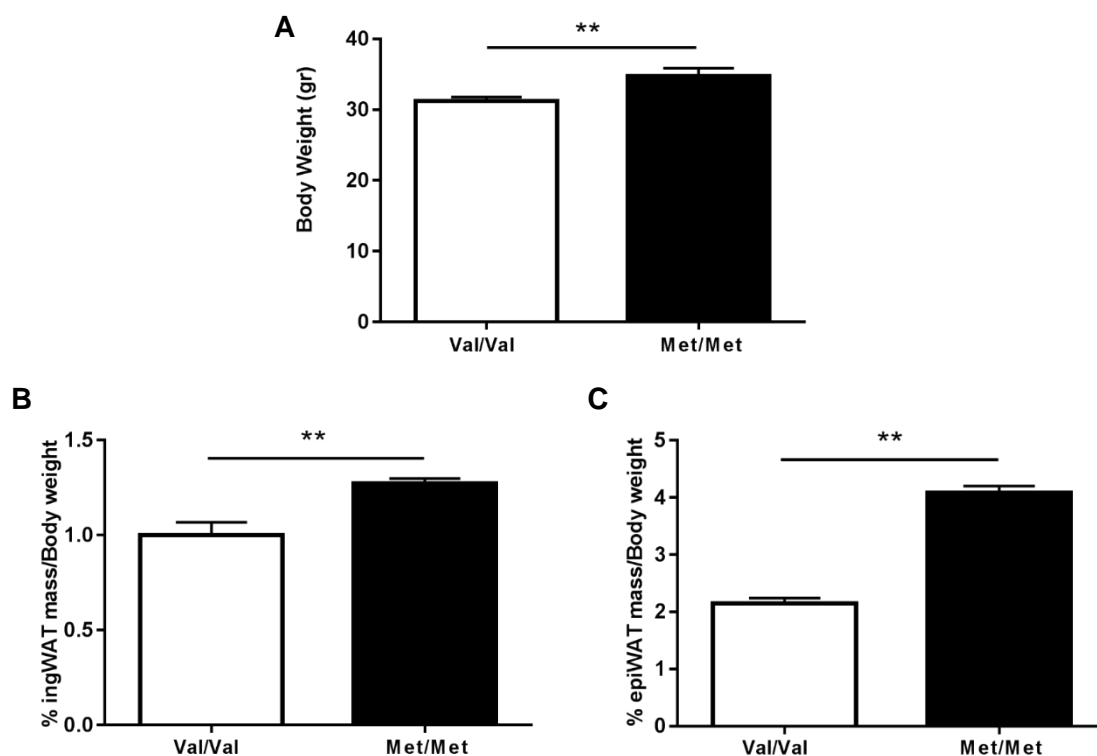 A
**
Body Weight (gr)
40
30
20
10
0
Val/Val Met/Met
B
**
% ingWAT mass/Body weight
1.5
1.0
0.5
0.0
Val/Val Met/Met
C
**
% epiWAT mass/Body weight
5
4
3
2
1
0
Val/Val Met/Met